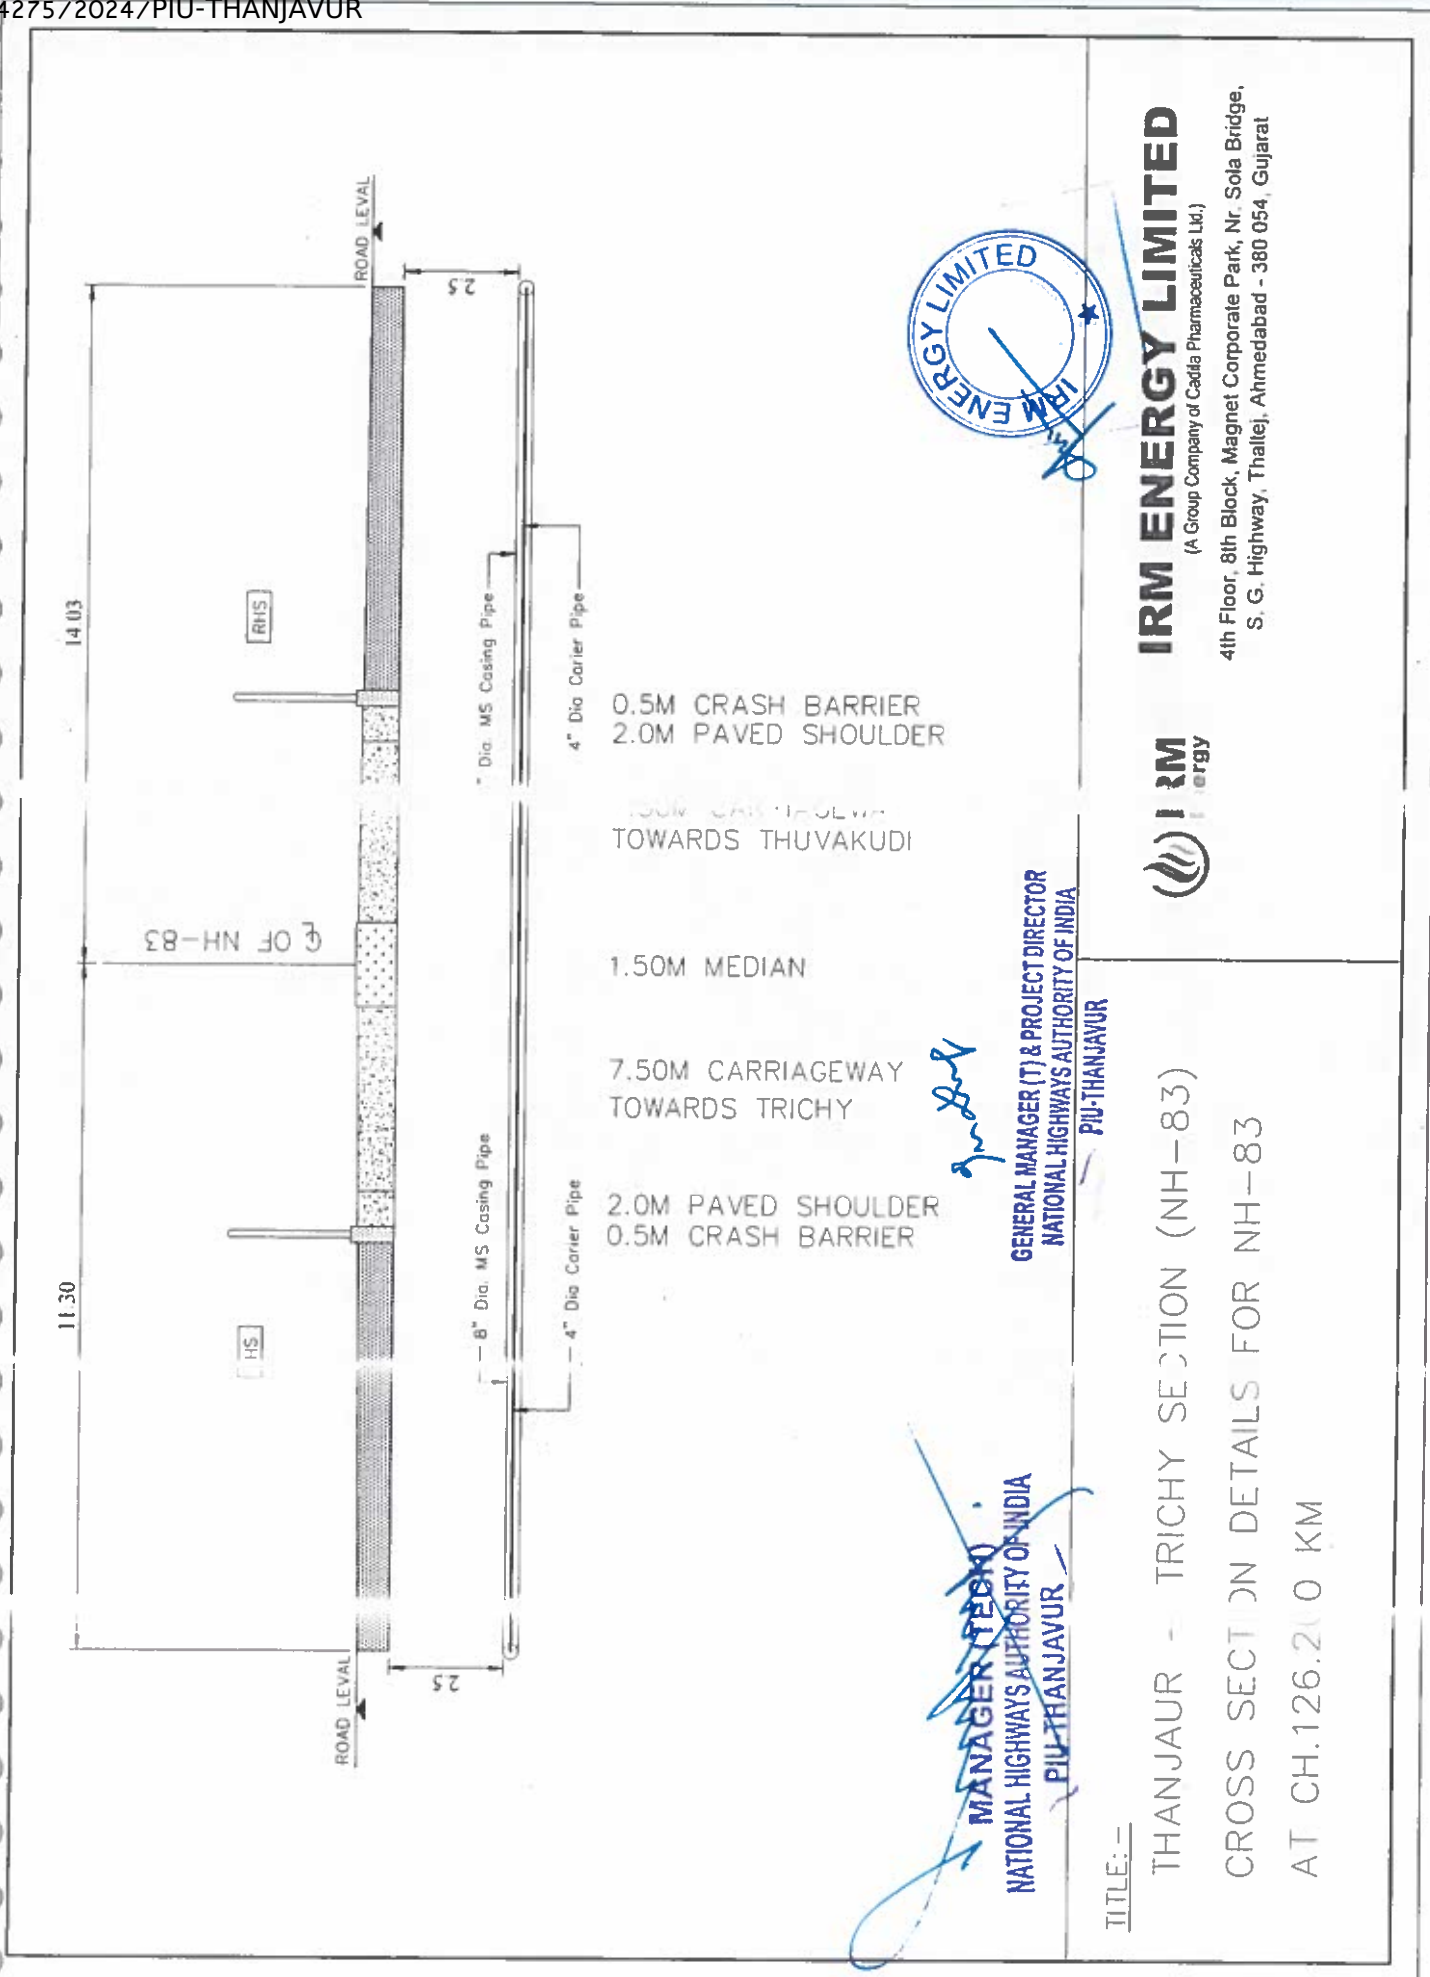 4275/2024/PIU-THANJAVUR
11.30
14.03
HS
RHS
₵ OF NH-83
ROAD LEVAL
ROAD LEVAL
2.5
2.5
8" Dia. MS Casing Pipe
" Dia. MS Casing Pipe
4" Dia Carier Pipe
4" Dia Carier Pipe
2.0M PAVED SHOULDER
0.5M CRASH BARRIER
7.50M CARRIAGEWAY
TOWARDS TRICHY
1.50M MEDIAN
TOWARDS THUVAKUDI
0.5M CRASH BARRIER
2.0M PAVED SHOULDER
MANAGER (TECH)
NATIONAL HIGHWAYS AUTHORITY OF INDIA
PIU-THANJAVUR
GENERAL MANAGER (T) & PROJECT DIRECTOR
NATIONAL HIGHWAYS AUTHORITY OF INDIA
PIU-THANJAVUR
IRM ENERGY LIMITED
TITLE:-
THANJAUR - TRICHY SECTION (NH-83)
CROSS SECTION DETAILS FOR NH-83
AT CH.126.2 0 KM
IRM
ergy
IRM ENERGY LIMITED
(A Group Company of Cadila Pharmaceuticals Ltd.)
4th Floor, 8th Block, Magnet Corporate Park, Nr. Sola Bridge,
S. G. Highway, Thaltej, Ahmedabad - 380 054, Gujarat